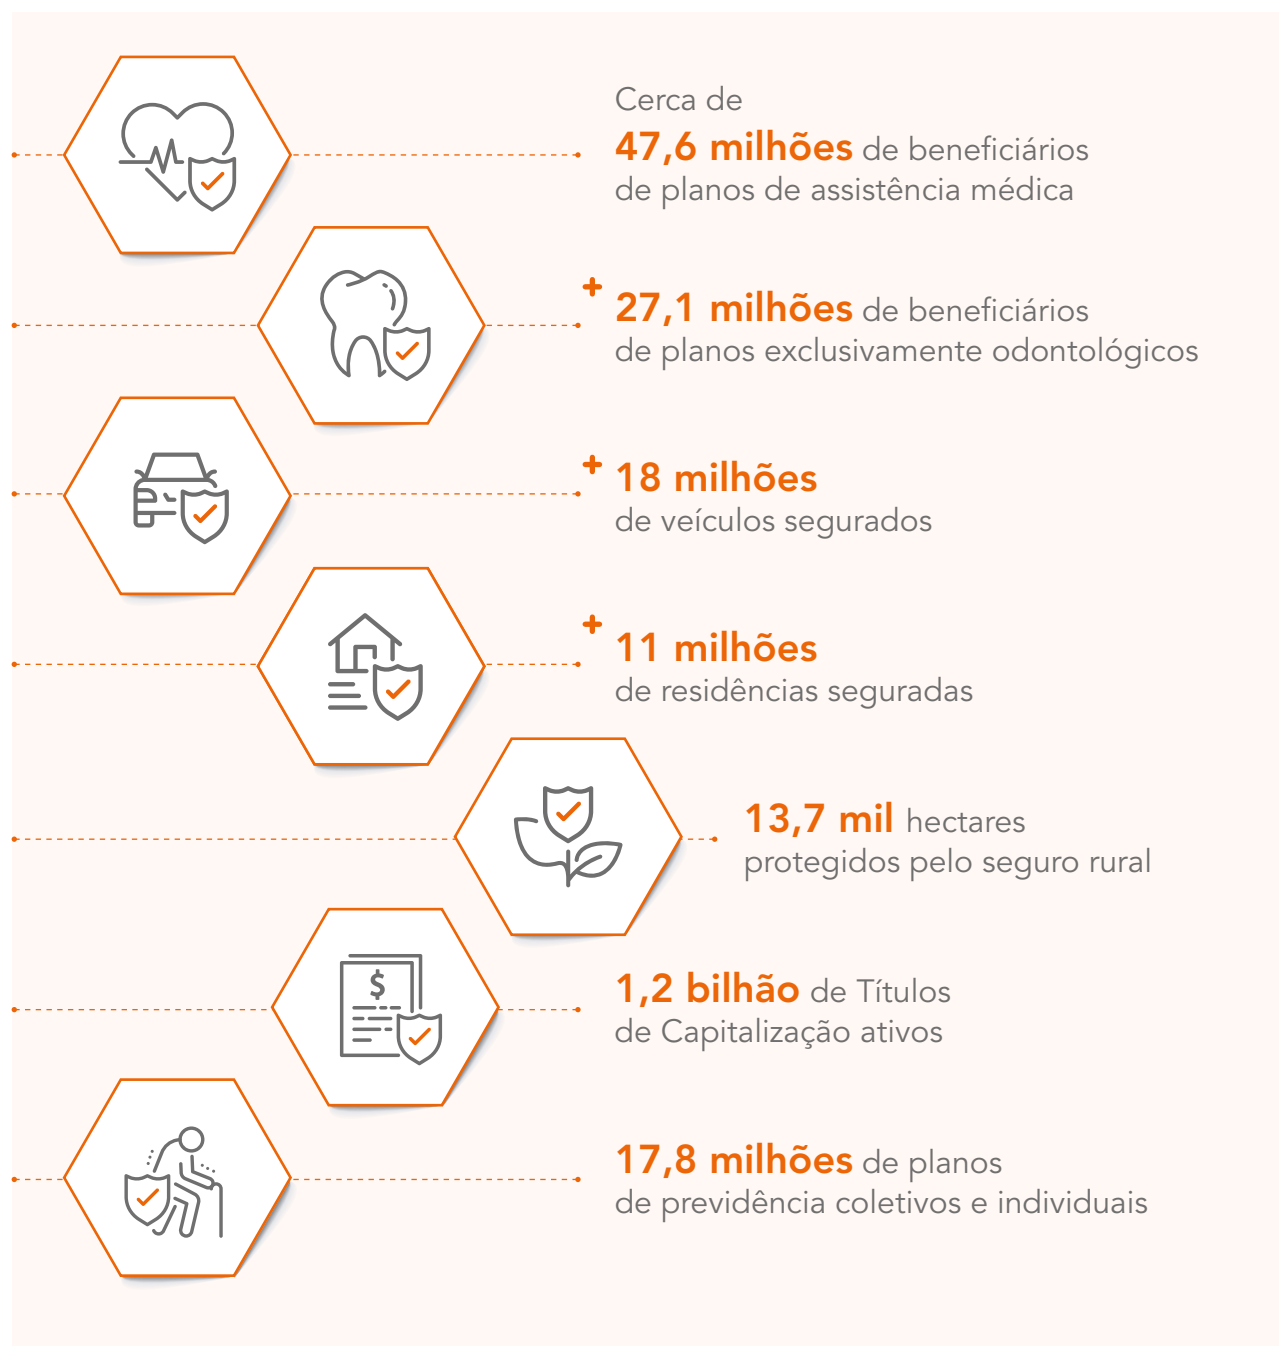 Cerca de
47,6 milhões de beneficiários
de planos de assistência médica
+
27,1 milhões de beneficiários
de planos exclusivamente odontológicos
+
18 milhões
de veículos segurados
+
11 milhões
de residências seguradas
13,7 mil hectares
protegidos pelo seguro rural
$
1,2 bilhão de Títulos
de Capitalização ativos
17,8 milhões de planos
de previdência coletivos e individuais